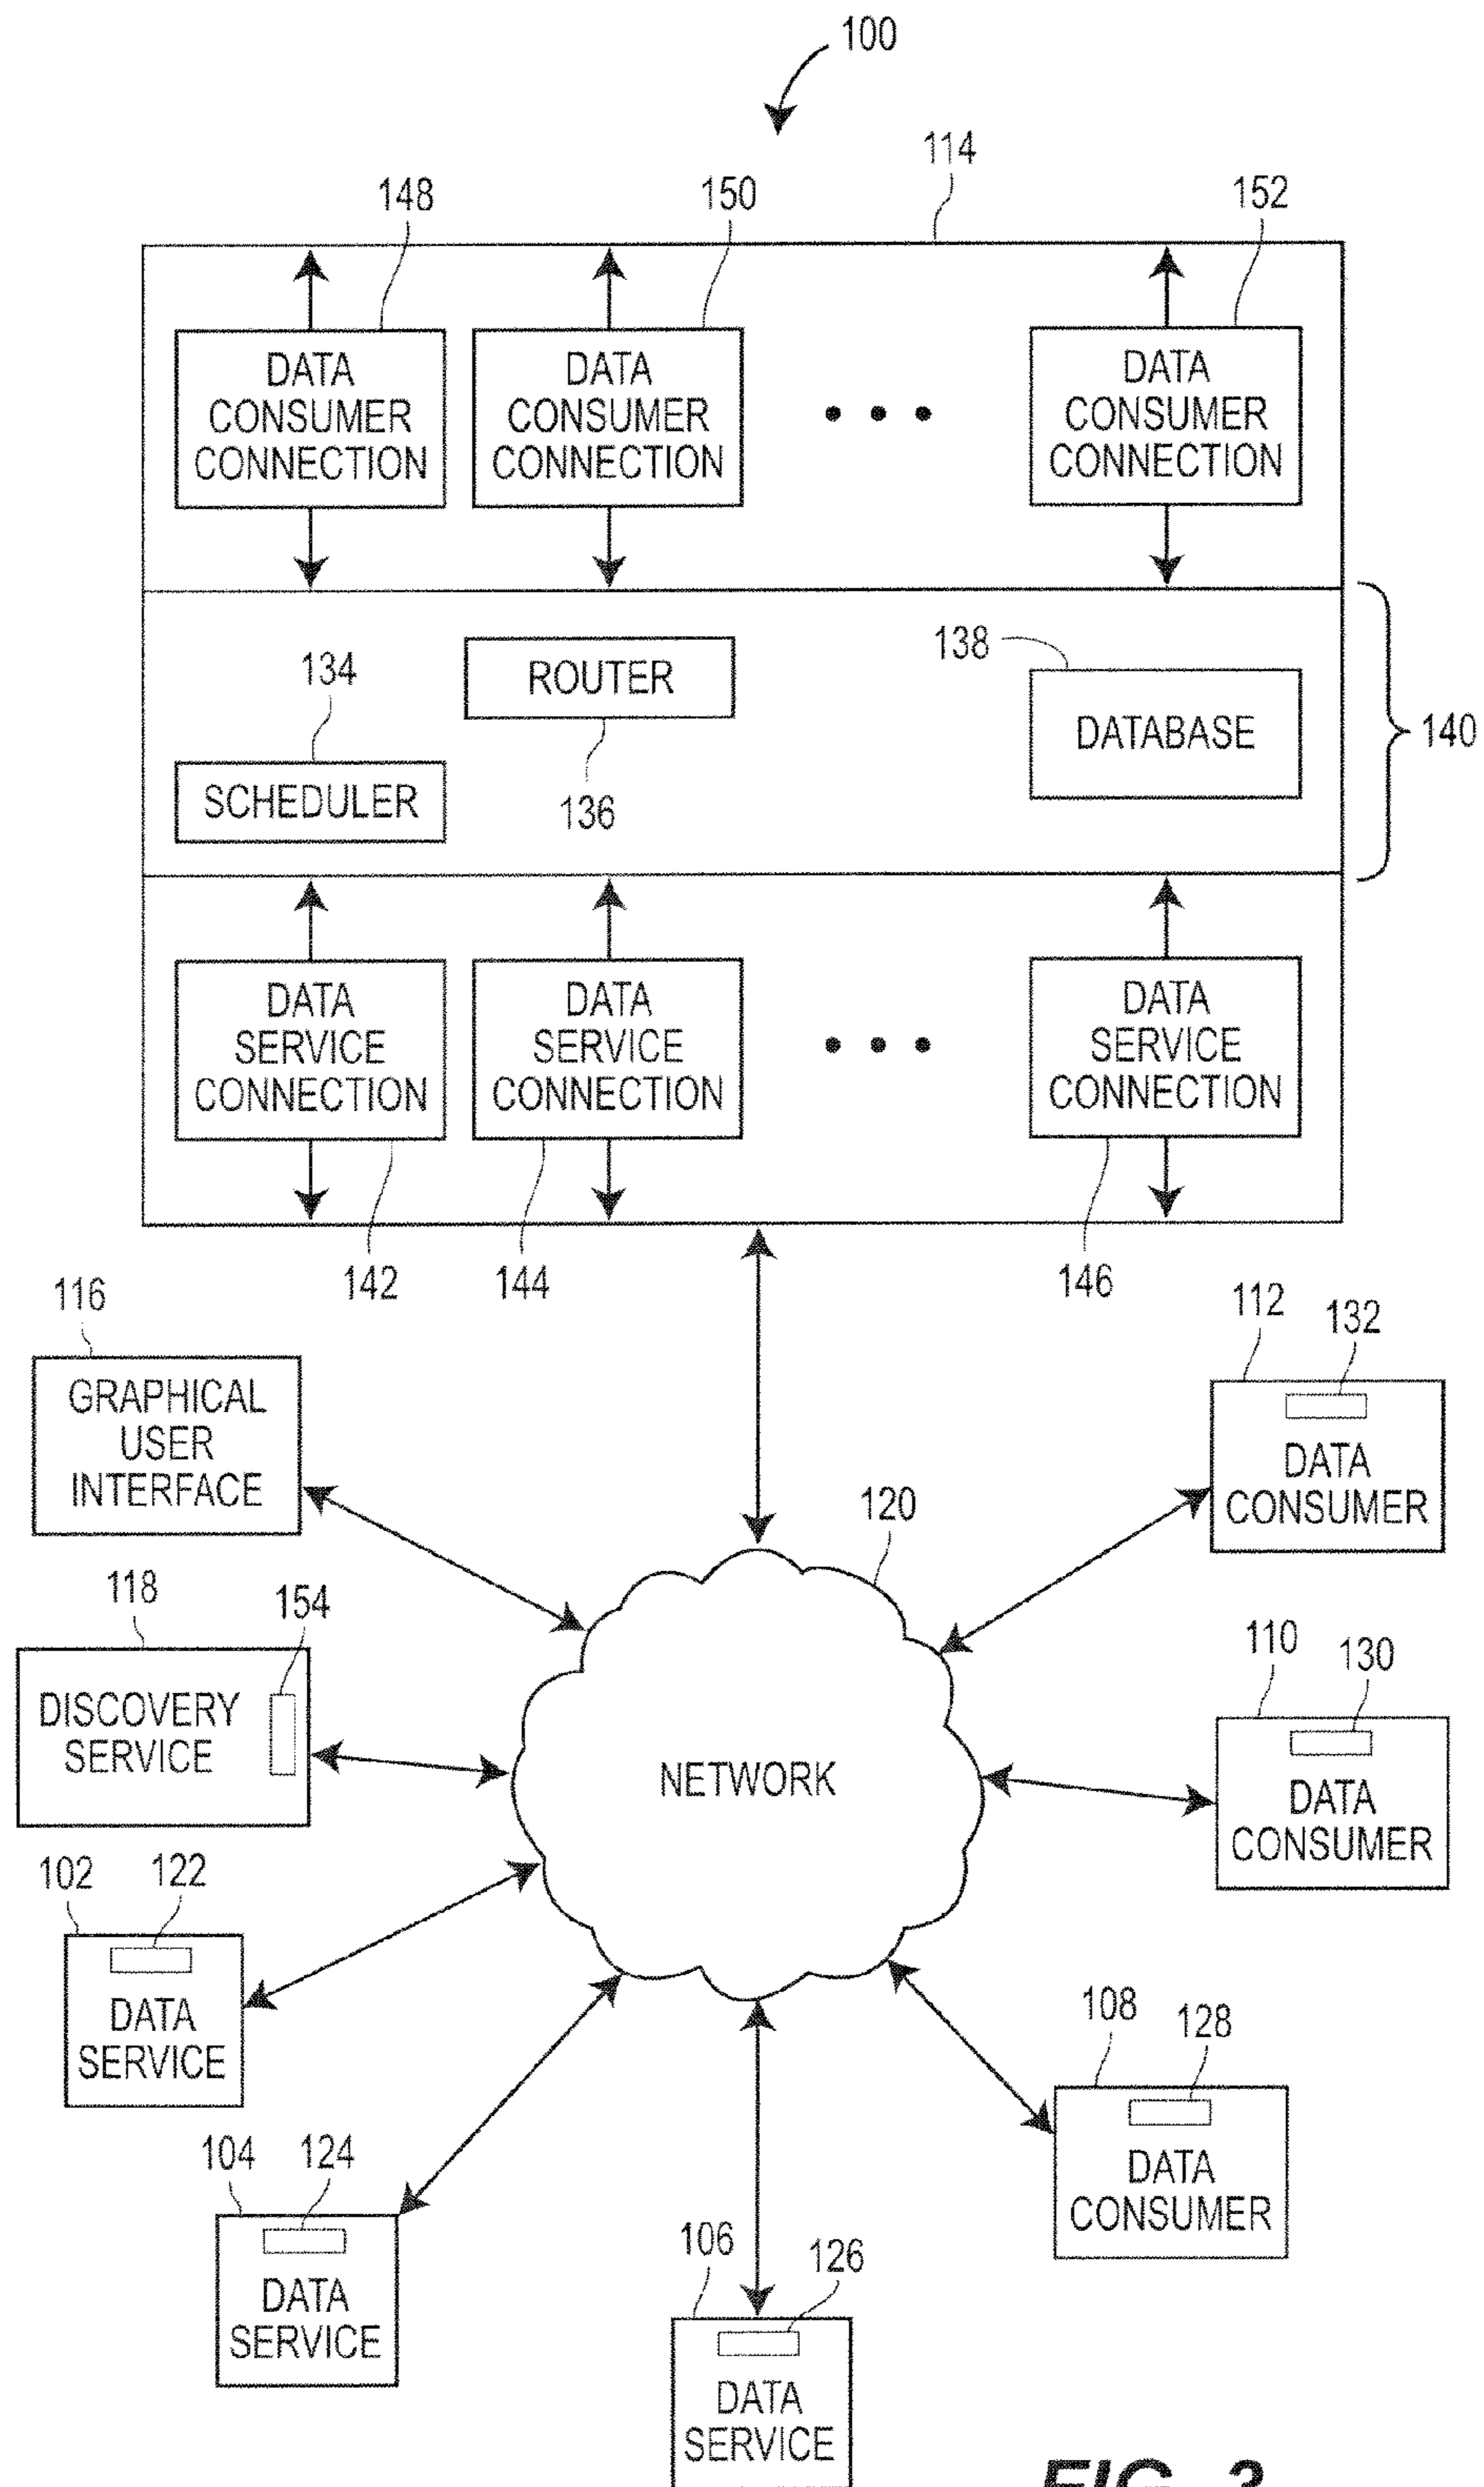 100
114
148
150
152
DATA
CONSUMER
CONNECTION
DATA
CONSUMER
CONNECTION
DATA
CONSUMER
CONNECTION
134
ROUTER
138
DATABASE
140
SCHEDULER
136
DATA
SERVICE
CONNECTION
DATA
SERVICE
CONNECTION
DATA
SERVICE
CONNECTION
142
144
146
116
GRAPHICAL
USER
INTERFACE
112
132
DATA
CONSUMER
120
118
154
DISCOVERY
SERVICE
NETWORK
110
130
DATA
CONSUMER
102
122
DATA
SERVICE
108
128
DATA
CONSUMER
104
124
DATA
SERVICE
106
126
DATA
SERVICE
FIG. 3